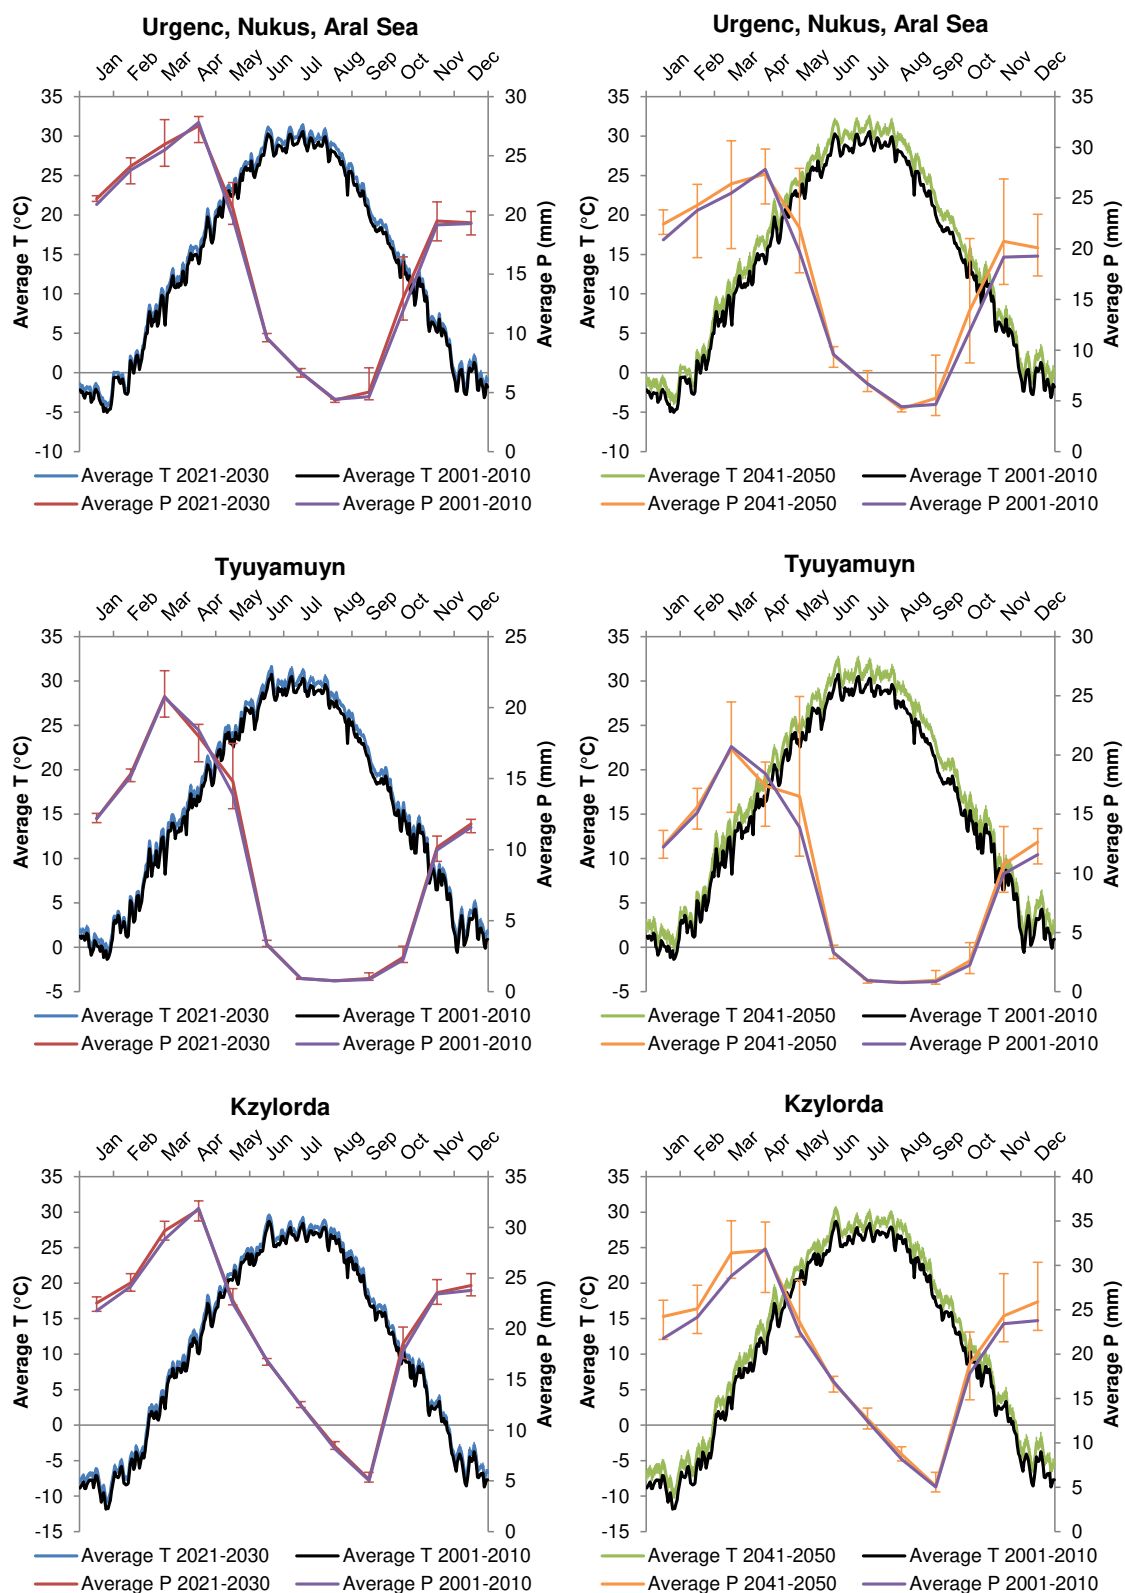 Urgenc, Nukus, Aral Sea
Jan Feb Mar Apr May Jun Jul Aug Sep Oct Nov Dec
35 30 25 20 15 10 5 0 -5 -10
Average T (°C)
30 25 20 15 10 5 0
Average P (mm)
Average T 2021-2030 Average T 2001-2010
Average P 2021-2030 Average P 2001-2010
Urgenc, Nukus, Aral Sea
Jan Feb Mar Apr May Jun Jul Aug Sep Oct Nov Dec
35 30 25 20 15 10 5 0 -5 -10
Average T (°C)
35 30 25 20 15 10 5 0
Average P (mm)
Average T 2041-2050 Average T 2001-2010
Average P 2041-2050 Average P 2001-2010
Tyuyamuyn
Jan Feb Mar Apr May Jun Jul Aug Sep Oct Nov Dec
35 30 25 20 15 10 5 0 -5
Average T (°C)
25 20 15 10 5 0
Average P (mm)
Average T 2021-2030 Average T 2001-2010
Average P 2021-2030 Average P 2001-2010
Tyuyamuyn
Jan Feb Mar Apr May Jun Jul Aug Sep Oct Nov Dec
35 30 25 20 15 10 5 0 -5
Average T (°C)
30 25 20 15 10 5 0
Average P (mm)
Average T 2041-2050 Average T 2001-2010
Average P 2041-2050 Average P 2001-2010
Kzylorda
Jan Feb Mar Apr May Jun Jul Aug Sep Oct Nov Dec
35 30 25 20 15 10 5 0 -5 -10 -15
Average T (°C)
35 30 25 20 15 10 5 0
Average P (mm)
Average T 2021-2030 Average T 2001-2010
Average P 2021-2030 Average P 2001-2010
Kzylorda
Jan Feb Mar Apr May Jun Jul Aug Sep Oct Nov Dec
35 30 25 20 15 10 5 0 -5 -10 -15
Average T (°C)
40 35 30 25 20 15 10 5 0
Average P (mm)
Average T 2041-2050 Average T 2001-2010
Average P 2041-2050 Average P 2001-2010